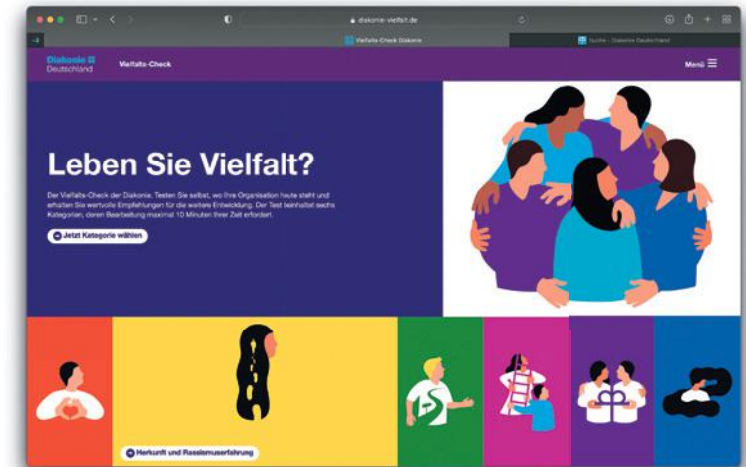 diakonie-vielfalt.de
Vielfalts-Check Diakonie
Suche - Diakonie Deutschland
Diakonie
Deutschland
Vielfalts-Check
Menü
Leben Sie Vielfalt?
Der Vielfalts-Check der Diakonie. Testen Sie selbst, wo Ihre Organisation heute steht und
erhalten Sie wertvolle Empfehlungen für die weitere Entwicklung. Der Test beinhaltet sechs
Kategorien, deren Bearbeitung maximal 10 Minuten Ihrer Zeit erfordert.
Jetzt Kategorie wählen
Herkunft und Rassismuserfahrung